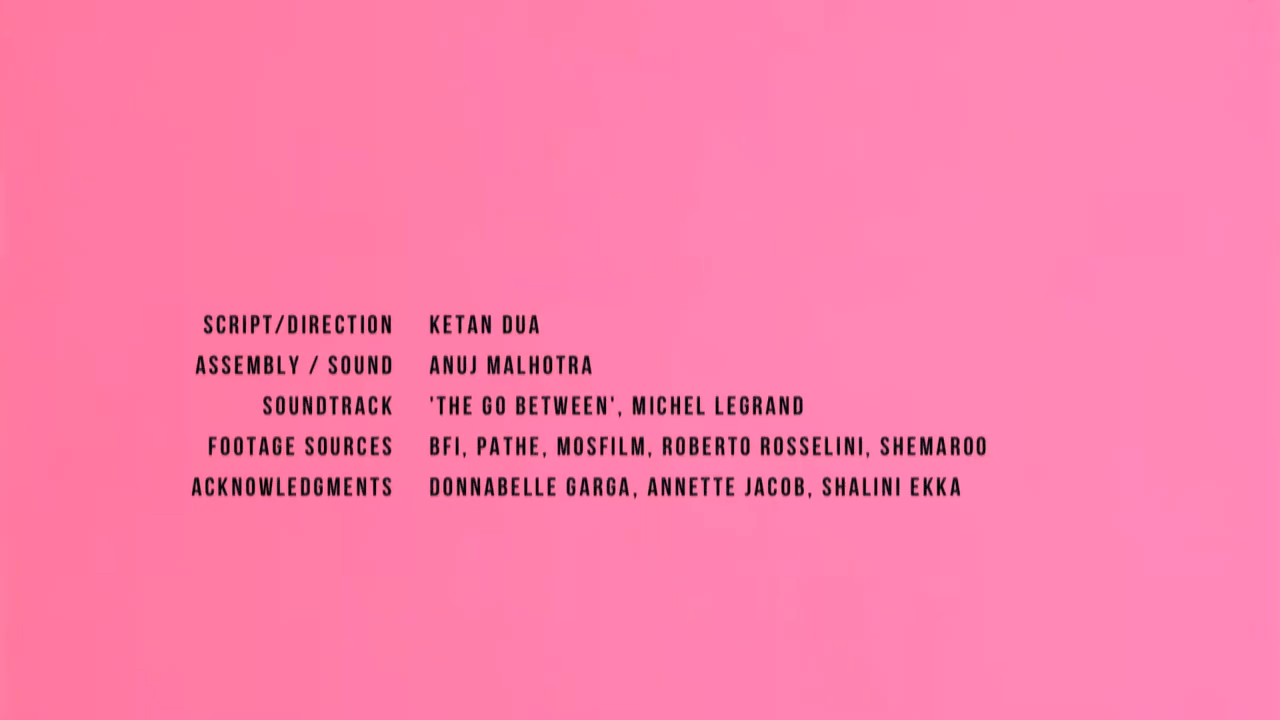 SCRIPT/DIRECTION KETAN DUA
ASSEMBLY / SOUND ANUJ MALHOTRA
SOUNDTRACK 'THE GO BETWEEN', MICHEL LEGRAND
FOOTAGE SOURCES BFI, PATHE, MOSFILM, ROBERTO ROSSELINI, SHEMAROO
ACKNOWLEDGMENTS DONNABELLE GARGA, ANNETTE JACOB, SHALINI EKKA